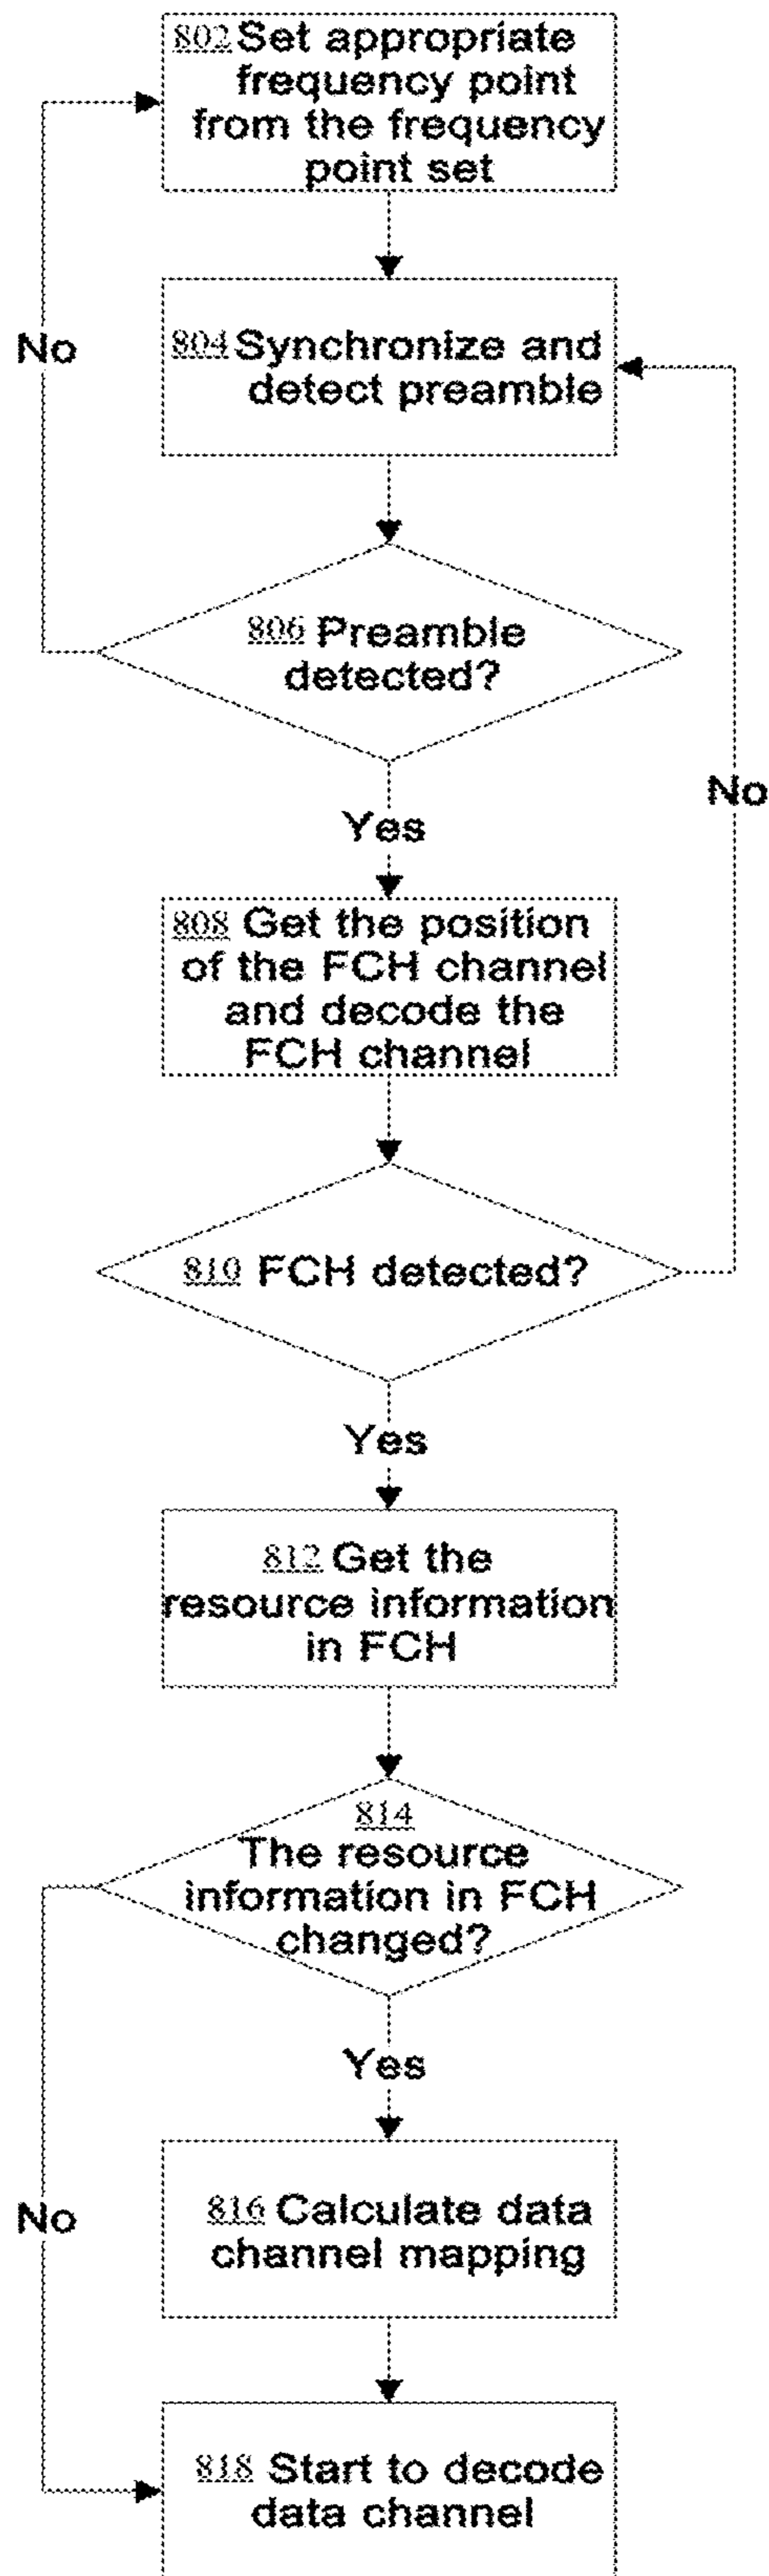 802 Set appropriate
frequency point
from the frequency
point set
No
804 Synchronize and
detect preamble
806 Preamble
detected?
No
Yes
808 Get the position
of the FCH channel
and decode the
FCH channel
810 FCH detected?
Yes
812 Get the
resource information
in FCH
814
The resource
information in FCH
changed?
Yes
816 Calculate data
channel mapping
No
818 Start to decode
data channel